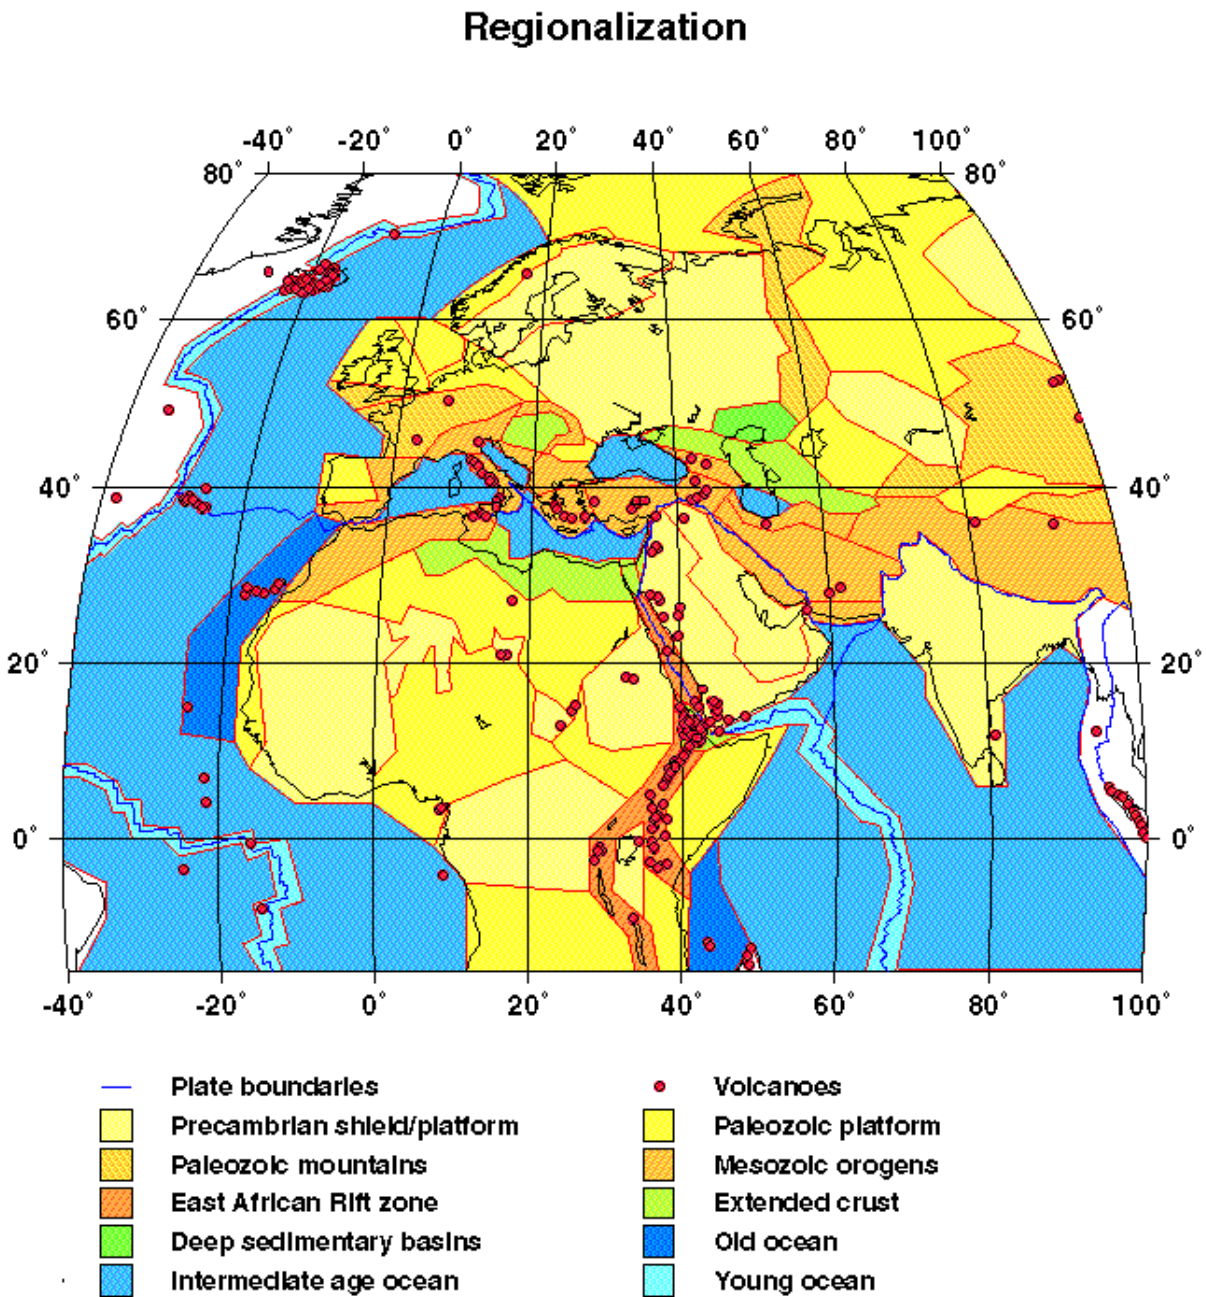 Regionalization
-40° -20° 0° 20° 40° 60° 80° 100°
80° 80°
60° 60°
40° 40°
20° 20°
0° 0°
-40° -20° 0° 20° 40° 60° 80° 100°
Plate boundaries Volcanoes
Precambrian shield/platform Paleozoic platform
Paleozoic mountains Mesozoic orogens
East African Rift zone Extended crust
Deep sedimentary basins Old ocean
Intermediate age ocean Young ocean